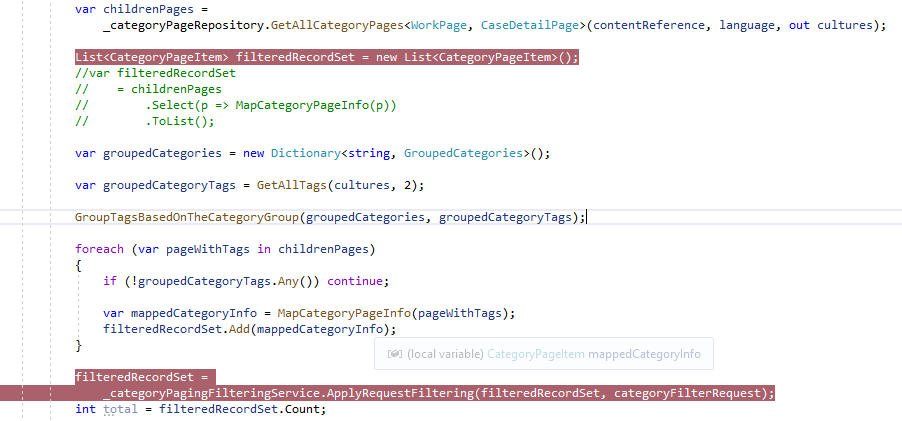 var childrenPages =
_categoryPageRepository.GetAllCategoryPages<WorkPage, CaseDetailPage>(contentReference, language, out cultures);
List<CategoryPageItem> filteredRecordSet = new List<CategoryPageItem>();
//var filteredRecordSet
// = childrenPages
// .Select(p => MapCategoryPageInfo(p))
// .ToList();
var groupedCategories = new Dictionary<string, GroupedCategories>();
var groupedCategoryTags = GetAllTags(cultures, 2);
GroupTagsBasedOnTheCategoryGroup(groupedCategories, groupedCategoryTags);
foreach (var pageWithTags in childrenPages)
{
if (!groupedCategoryTags.Any()) continue;
var mappedCategoryInfo = MapCategoryPageInfo(pageWithTags);
filteredRecordSet.Add(mappedCategoryInfo);
}
(local variable) CategoryPageItem mappedCategoryInfo
filteredRecordSet =
_categoryPagingFilteringService.ApplyRequestFiltering(filteredRecordSet, categoryFilterRequest);
int total = filteredRecordSet.Count;